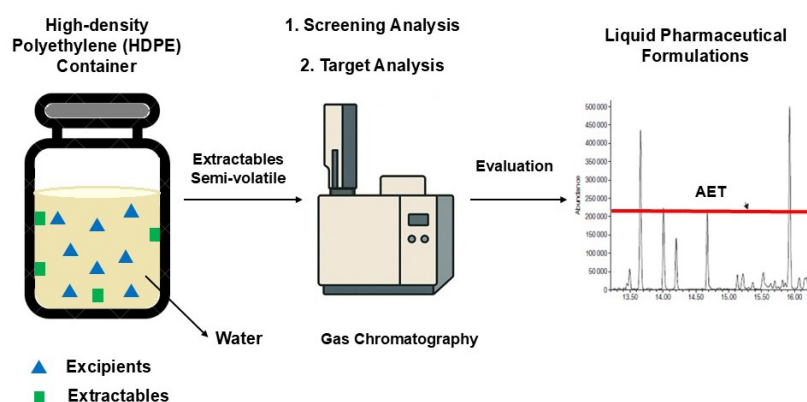 High-density
Polyethylene (HDPE)
Container
1. Screening Analysis
2. Target Analysis
Liquid Pharmaceutical
Formulations
Extractables
Semi-volatile
Evaluation
Water
Gas Chromatography
Excipients
Extractables
Abundance
500 000
450 000
400 000
350 000
300 000
250 000
200 000
150 000
100 000
50 000
0
AET
13.50 14.00 14.50 15.00 15.50 16.00